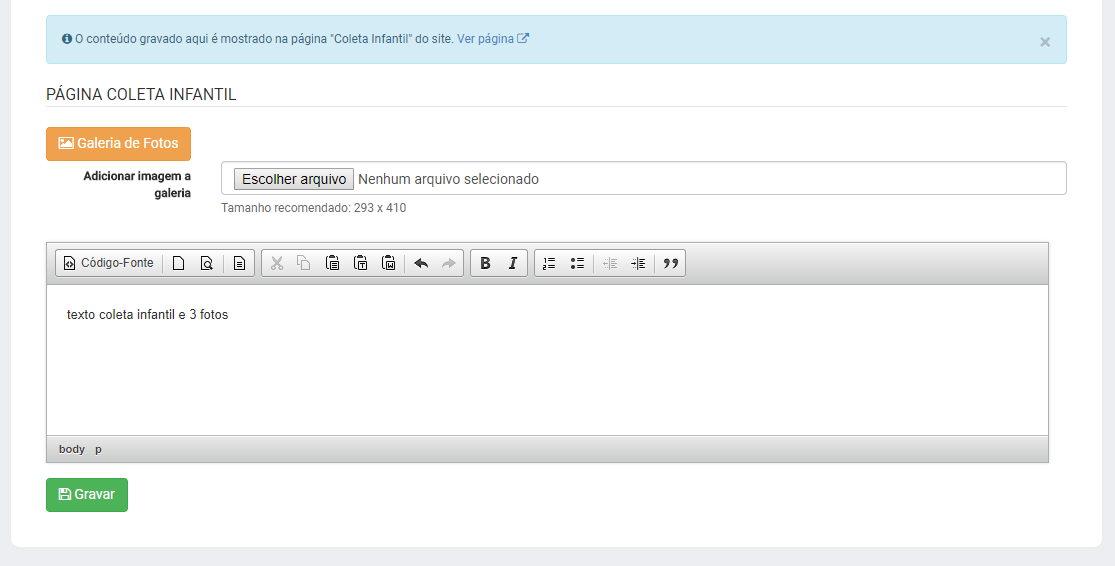 O conteúdo gravado aqui é mostrado na página "Coleta Infantil" do site. Ver página
×
PÁGINA COLETA INFANTIL
Galeria de Fotos
Adicionar imagem a
galeria
Escolher arquivo Nenhum arquivo selecionado
Tamanho recomendado: 293 x 410
Código-Fonte
B I
texto coleta infantil e 3 fotos
body p
Gravar